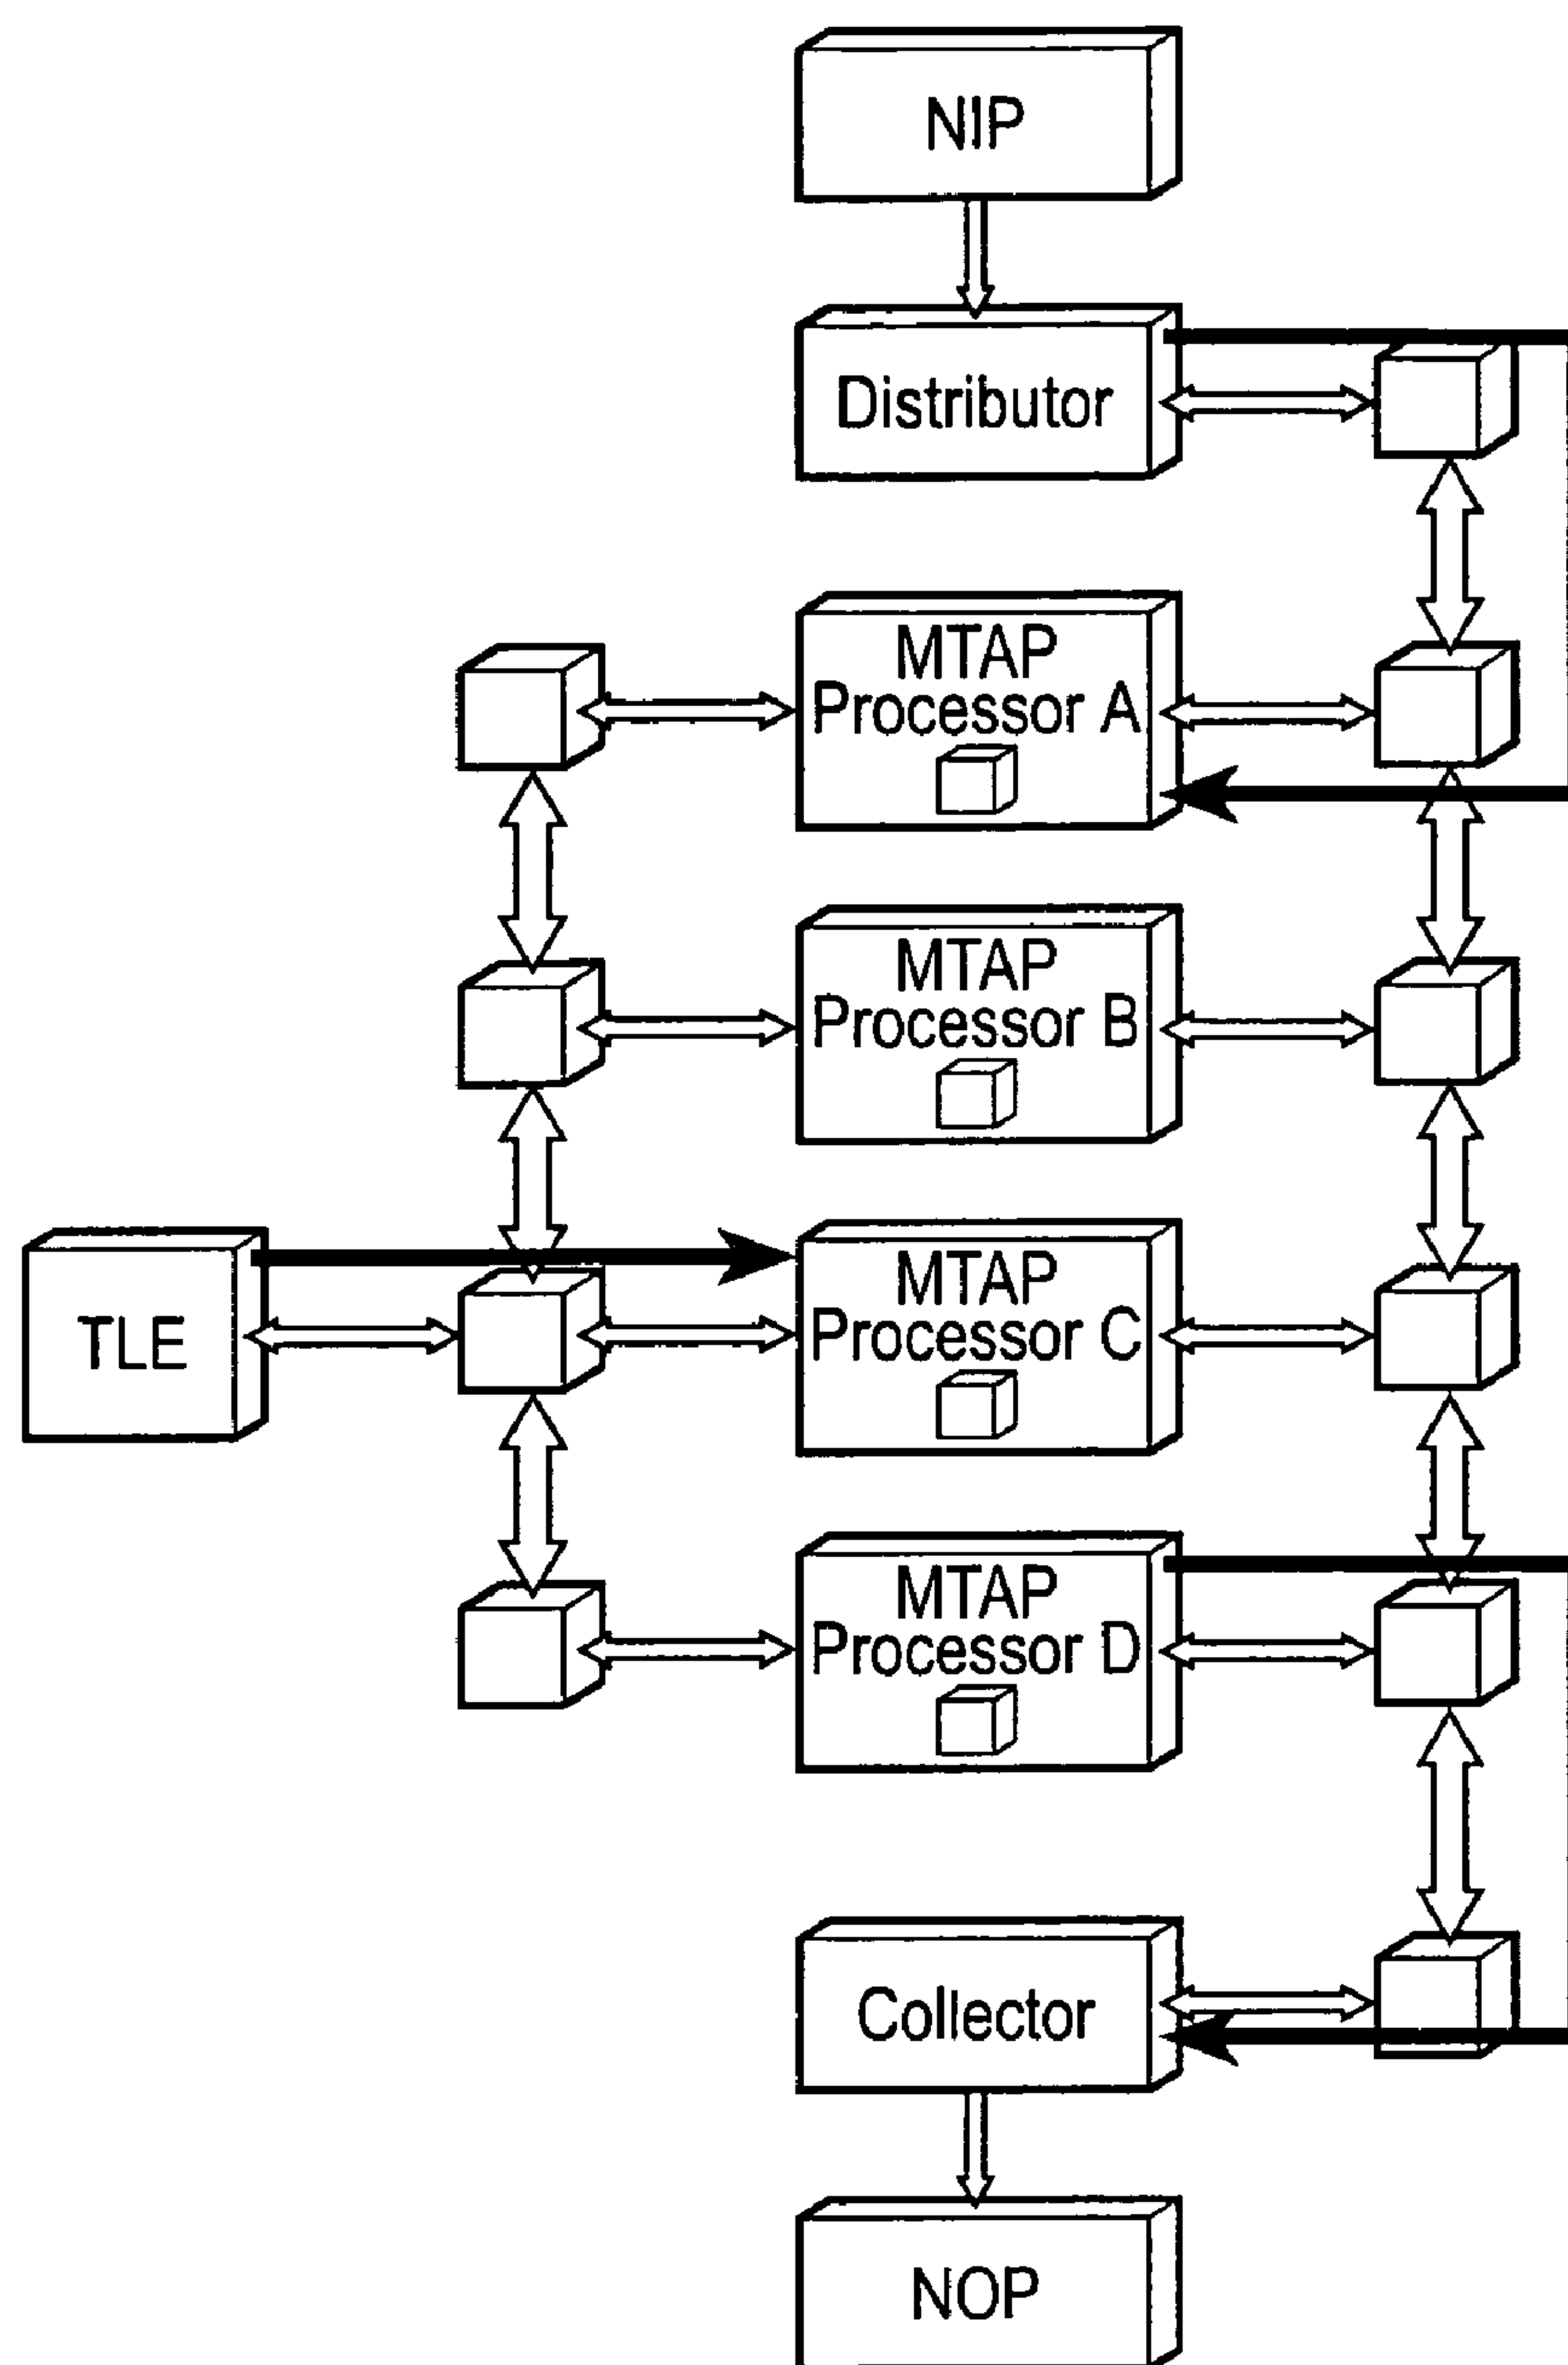 NIP
Distributor
MTAP
Processor A
MTAP
Processor B
MTAP
Processor C
TLE
MTAP
Processor D
Collector
NOP